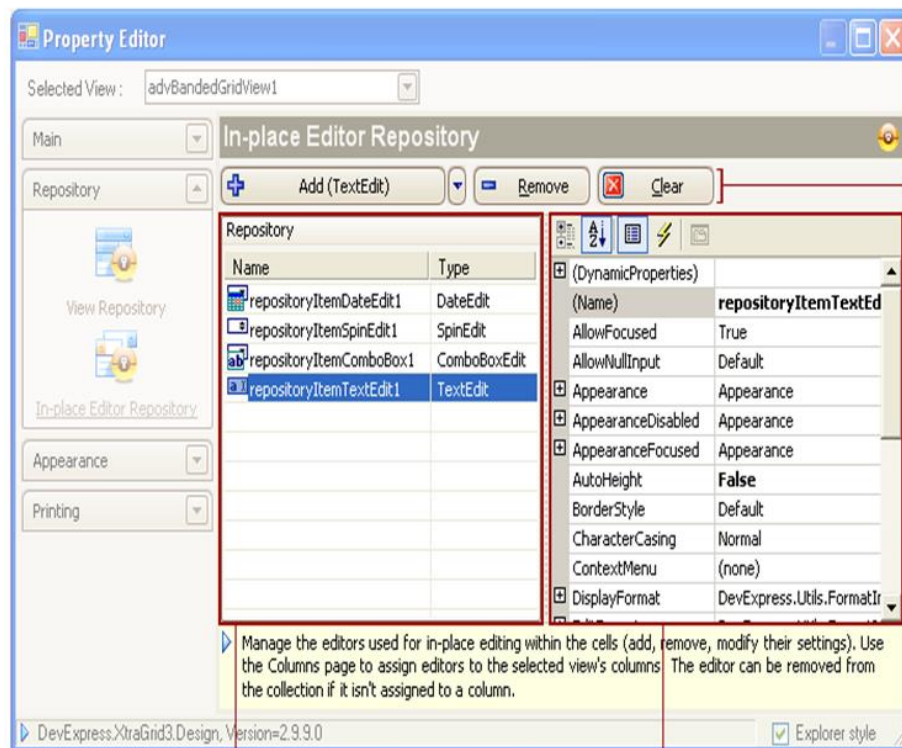 Property Editor
Selected View : advBandedGridView1
Main
Repository
View Repository
In-place Editor Repository
Appearance
Printing
In-place Editor Repository
Add (TextEdit) Remove Clear
Repository
Name Type
repositoryItemDateEdit1 DateEdit
repositoryItemSpinEdit1 SpinEdit
repositoryItemComboBox1 ComboBoxEdit
repositoryItemTextEdit1 TextEdit
(DynamicProperties)
(Name) repositoryItemTextEd
AllowFocused True
AllowNullInput Default
Appearance Appearance
AppearanceDisabled Appearance
AppearanceFocused Appearance
AutoHeight False
BorderStyle Default
CharacterCasing Normal
ContextMenu (none)
DisplayFormat DevExpress.Utils.FormatIn
Manage the editors used for in-place editing within the cells (add, remove, modify their settings). Use
the Columns page to assign editors to the selected view's columns. The editor can be removed from
the collection if it isn't assigned to a column.
DevExpress.XtraGrid3.Design, Version=2.9.9.0 Explorer style